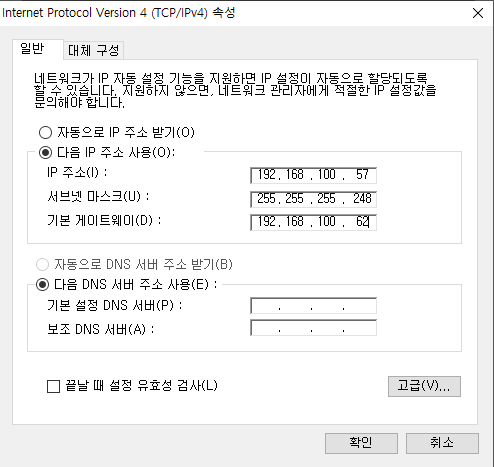 Internet Protocol Version 4 (TCP/IPv4) 속성
일반 대체 구성
네트워크가 IP 자동 설정 기능을 지원하면 IP 설정이 자동으로 할당되도록
할 수 있습니다. 지원하지 않으면, 네트워크 관리자에게 적절한 IP 설정값을
문의해야 합니다.
자동으로 IP 주소 받기(O)
다음 IP 주소 사용(O):
IP 주소(I) : 192 . 168 . 100 . 57
서브넷 마스크(U) : 255 . 255 . 255 . 248
기본 게이트웨이(D) : 192 . 168 . 100 . 62
자동으로 DNS 서버 주소 받기(B)
다음 DNS 서버 주소 사용(E) :
기본 설정 DNS 서버(P) : . . .
보조 DNS 서버(A) : . . .
끝날 때 설정 유효성 검사(L)
고급(V)...
확인 취소